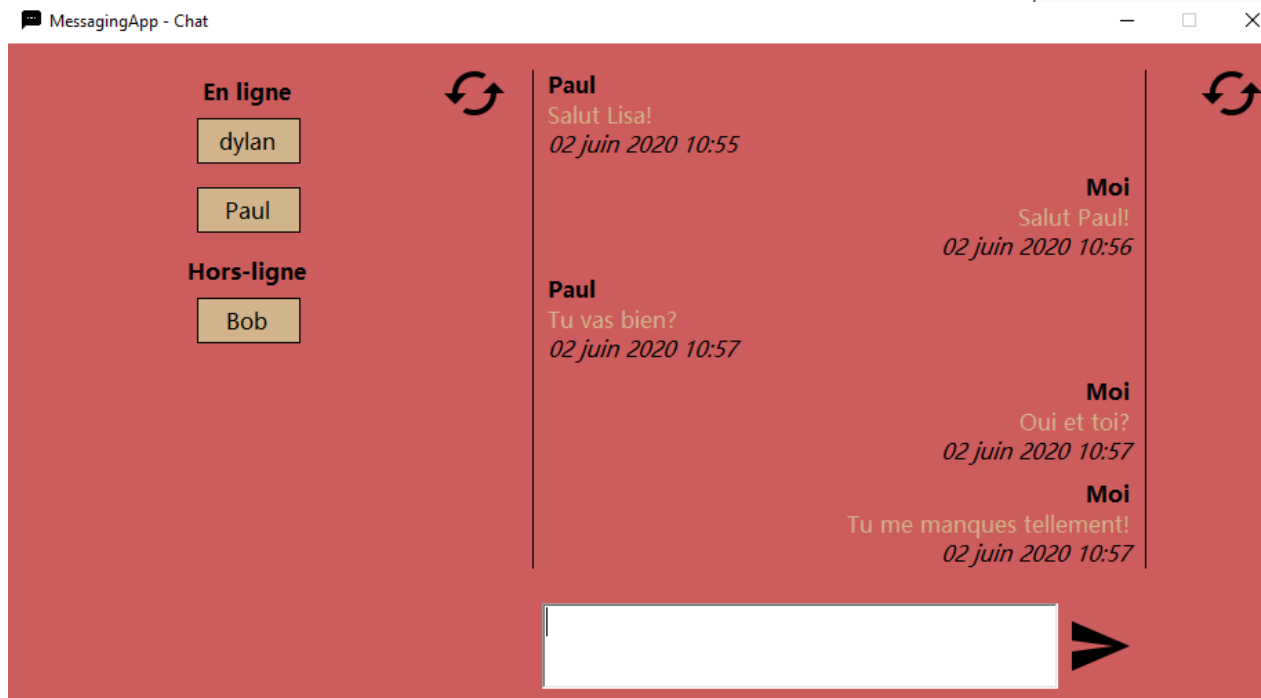 MessagingApp - Chat
En ligne
dylan
Paul
Hors-ligne
Bob
Paul
Salut Lisa!
02 juin 2020 10:55
Moi
Salut Paul!
02 juin 2020 10:56
Paul
Tu vas bien?
02 juin 2020 10:57
Moi
Oui et toi?
02 juin 2020 10:57
Moi
Tu me manques tellement!
02 juin 2020 10:57